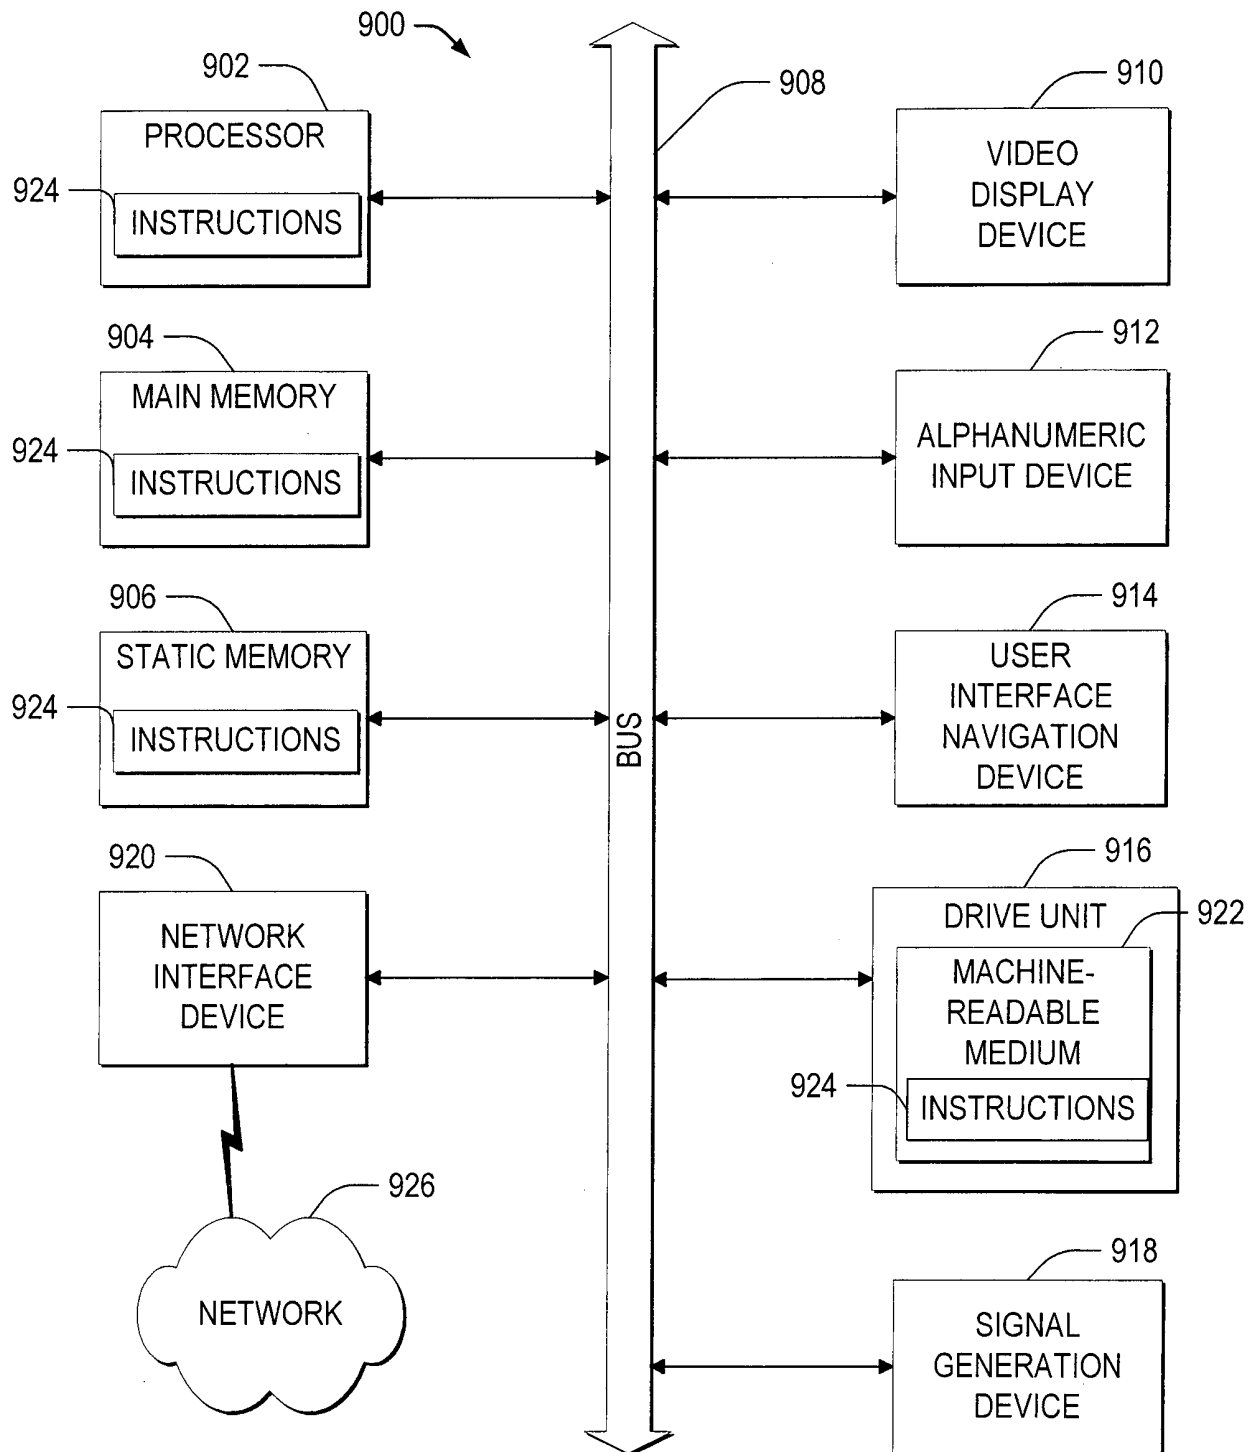 900
902
PROCESSOR
924
INSTRUCTIONS
904
MAIN MEMORY
924
INSTRUCTIONS
906
STATIC MEMORY
924
INSTRUCTIONS
920
NETWORK
INTERFACE
DEVICE
926
NETWORK
908
BUS
910
VIDEO
DISPLAY
DEVICE
912
ALPHANUMERIC
INPUT DEVICE
914
USER
INTERFACE
NAVIGATION
DEVICE
916
DRIVE UNIT
922
MACHINE-
READABLE
MEDIUM
924
INSTRUCTIONS
918
SIGNAL
GENERATION
DEVICE